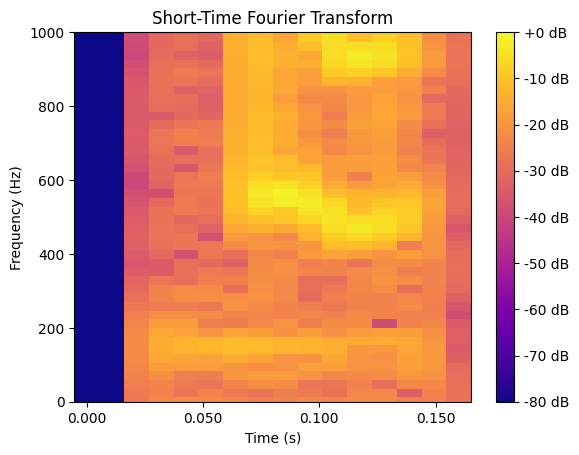 Short-Time Fourier Transform
1000
800
600
400
200
0
Frequency (Hz)
0.000
0.050
0.100
0.150
Time (s)
+0 dB
-10 dB
-20 dB
-30 dB
-40 dB
-50 dB
-60 dB
-70 dB
-80 dB